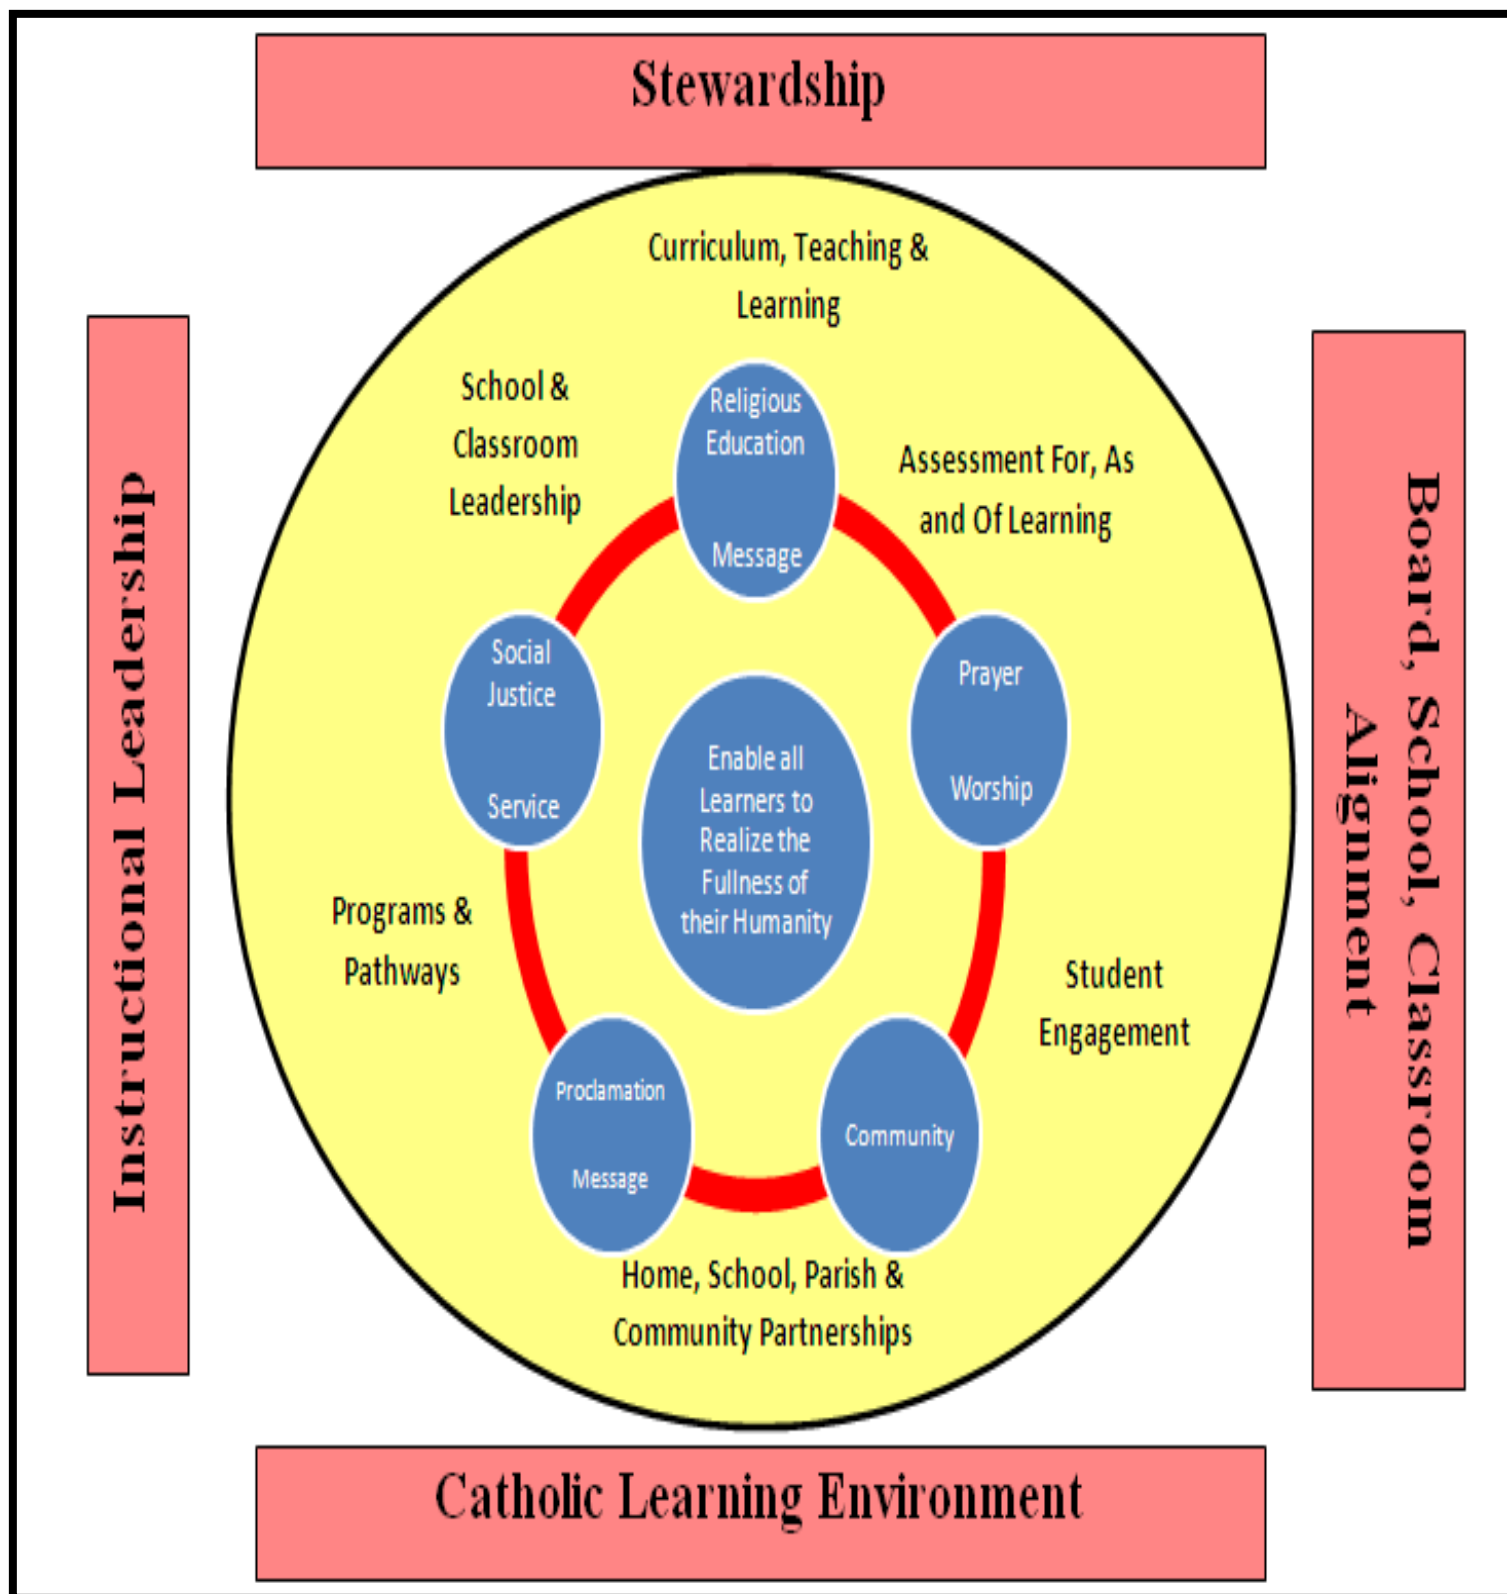 Stewardship
Curriculum, Teaching &
Learning
School &
Classroom
Leadership
Religious
Education
Message
Assessment For, As
and Of Learning
Instructional Leadership
Board, School, Classroom
Alignment
Social
Justice
Service
Prayer
Worship
Enable all
Learners to
Realize the
Fullness of
their Humanity
Programs &
Pathways
Student
Engagement
Proclamation
Message
Community
Home, School, Parish &
Community Partnerships
Catholic Learning Environment